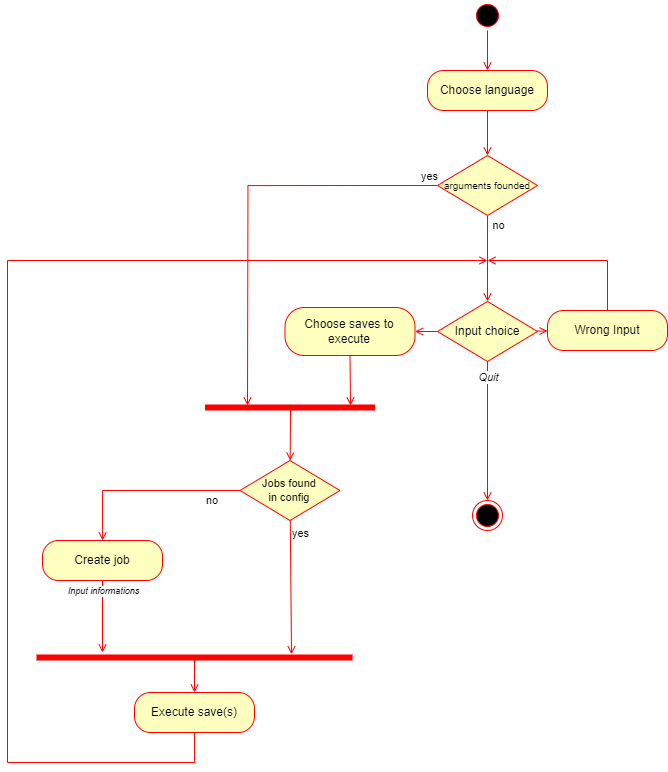 Choose language
yes
arguments founded
no
Choose saves to
execute
Input choice
Wrong Input
Quit
Jobs found
in config
no
yes
Create job
Input informations
Execute save(s)